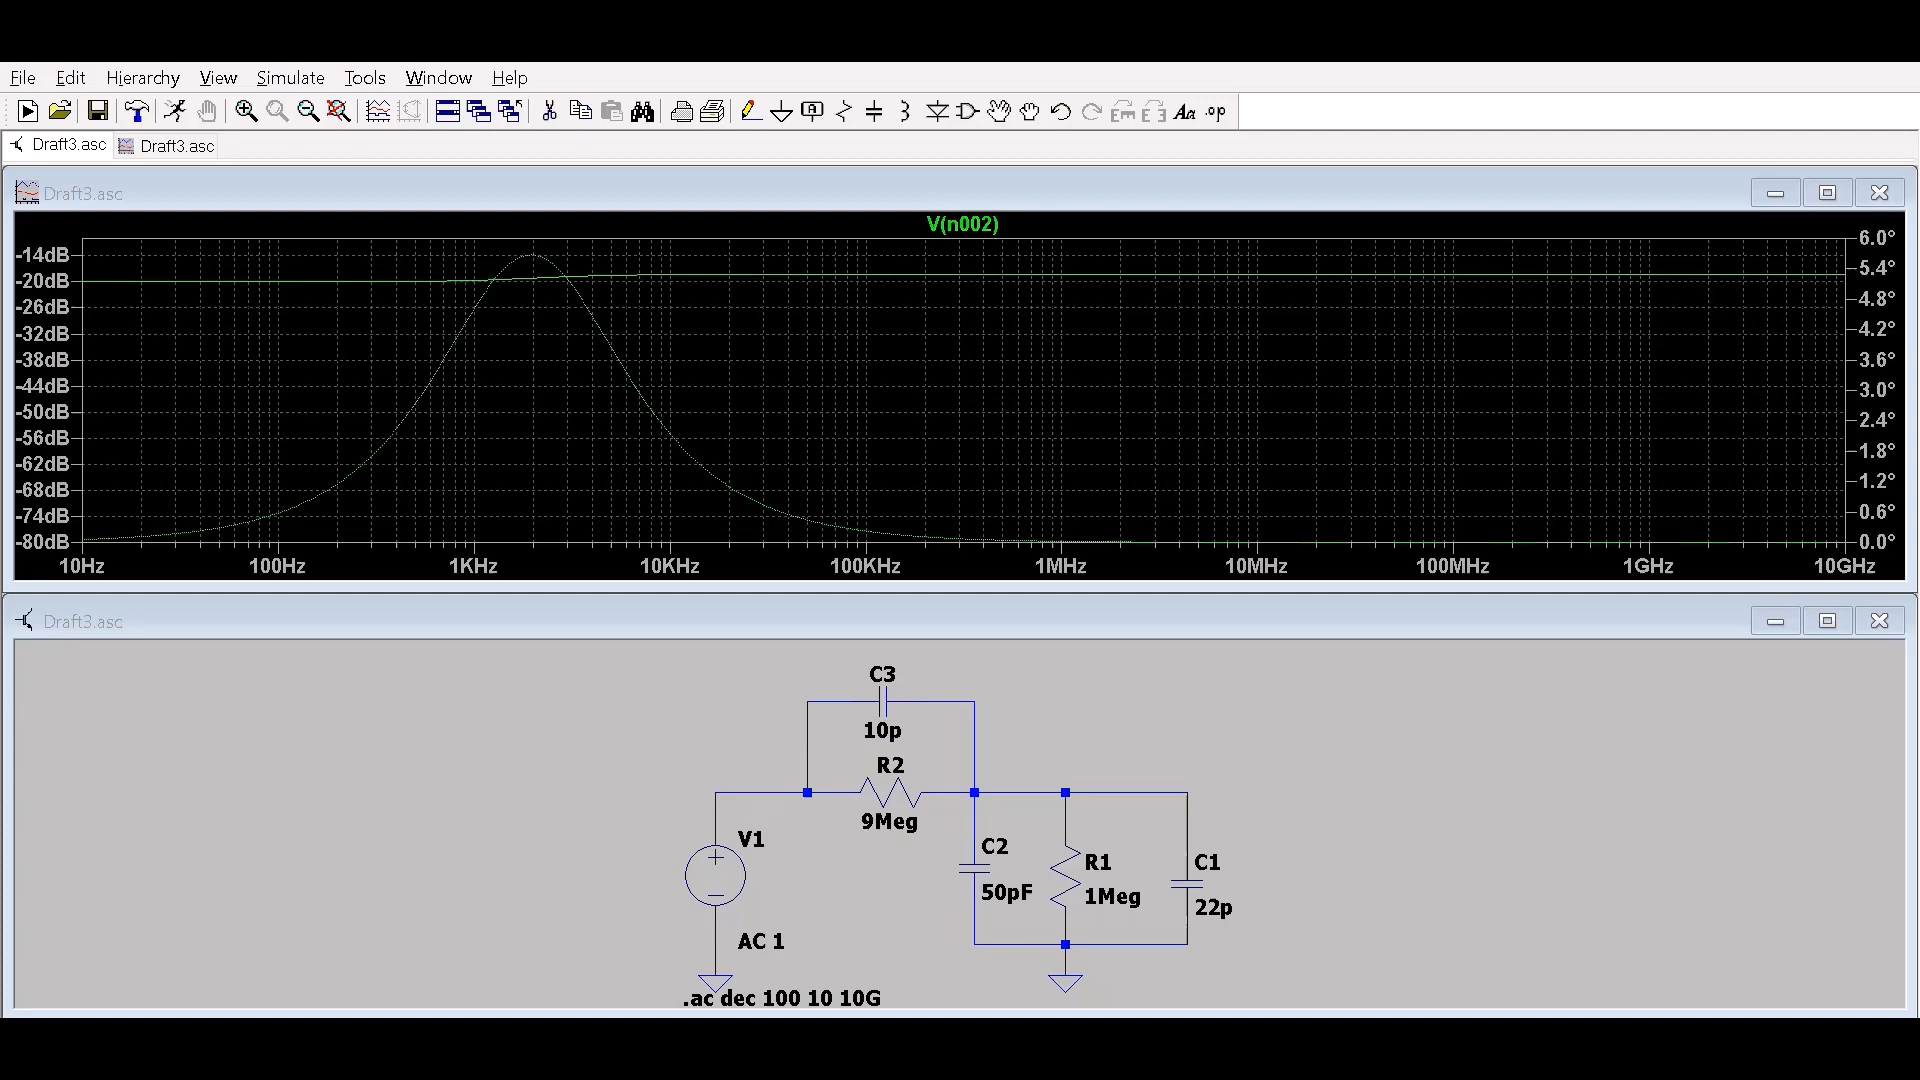 File Edit Hierarchy View Simulate Tools Window Help
Aa .op
Draft3.asc Draft3.asc
Draft3.asc
V(n002)
-14dB
-20dB
-26dB
-32dB
-38dB
-44dB
-50dB
-56dB
-62dB
-68dB
-74dB
-80dB
6.0°
5.4°
4.8°
4.2°
3.6°
3.0°
2.4°
1.8°
1.2°
0.6°
0.0°
10Hz 100Hz 1KHz 10KHz 100KHz 1MHz 10MHz 100MHz 1GHz 10GHz
Draft3.asc
C3
10p
R2
9Meg
V1
AC 1
C2
50pF
R1
1Meg
C1
22p
.ac dec 100 10 10G